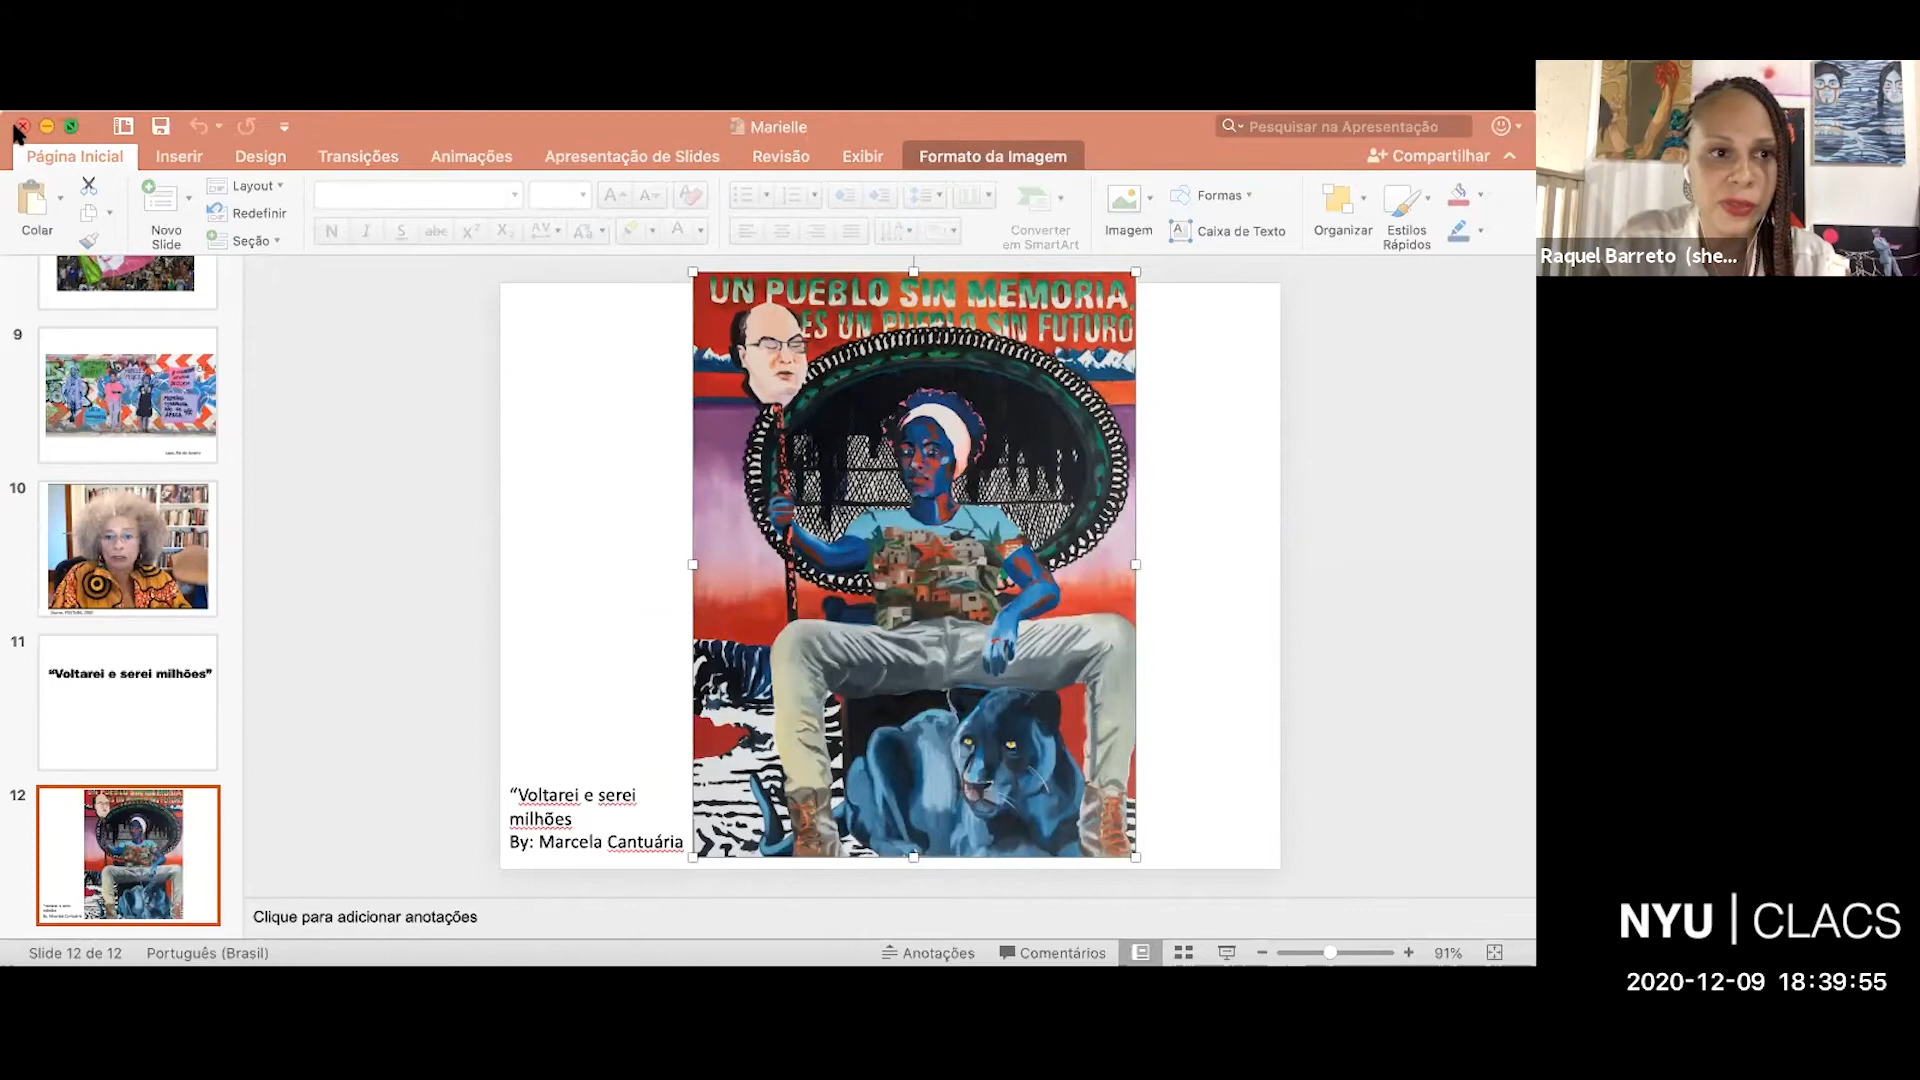 Marielle
Pesquisar na Apresentação
Página Inicial
Inserir
Design
Transições
Animações
Apresentação de Slides
Revisão
Exibir
Formato da Imagem
Compartilhar
Colar
Novo
Slide
Layout
Redefinir
Seção
Converter
em SmartArt
Imagem
Formas
Caixa de Texto
Organizar
Estilos
Rápidos
Raquel Barreto (she...
9
10
11
"Voltarei e serei milhões"
12
UN PUEBLO SIN MEMORIA,
ES UN PUEBLO SIN FUTURO
"Voltarei e serei
milhões
By: Marcela Cantuária
Clique para adicionar anotações
Slide 12 de 12
Português (Brasil)
Anotações
Comentários
91%
NYU | CLACS
2020-12-09 18:39:55